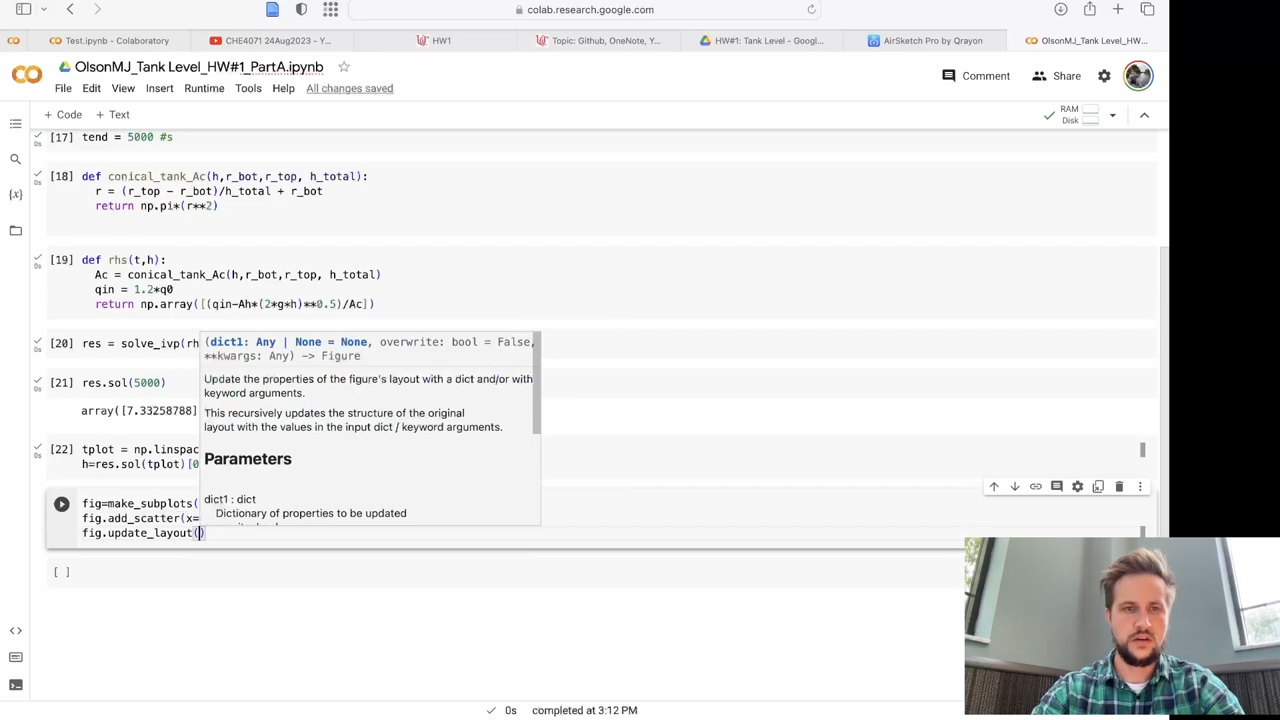 colab.research.google.com
Test.ipynb - Colaboratory
CHE4071 24Aug2023 - Y...
HW1
Topic: Github, OneNote, Y...
HW#1: Tank Level - Googl...
AirSketch Pro by Qrayon
OlsonMJ_Tank Level_HW...
OlsonMJ_Tank Level_HW#1_PartA.ipynb
File Edit View Insert Runtime Tools Help All changes saved
Comment
Share
+ Code + Text
RAM
Disk
[17] tend = 5000 #s
0s
[18] def conical_tank_Ac(h,r_bot,r_top, h_total):
0s
r = (r_top - r_bot)/h_total + r_bot
return np.pi*(r**2)
[19] def rhs(t,h):
0s
Ac = conical_tank_Ac(h,r_bot,r_top, h_total)
qin = 1.2*q0
return np.array([(qin-Ah*(2*g*h)**0.5)/Ac])
[20] res = solve_ivp(rh
0s
(dict1: Any | None = None, overwrite: bool = False,
**kwargs: Any) -> Figure
Update the properties of the figure's layout with a dict and/or with
keyword arguments.
This recursively updates the structure of the original
layout with the values in the input dict / keyword arguments.
Parameters
dict1 : dict
Dictionary of properties to be updated
[21] res.sol(5000)
0s
array([7.33258788]
[22] tplot = np.linspac
0s
h=res.sol(tplot)[0
fig=make_subplots(
fig.add_scatter(x=
fig.update_layout()
[ ]
0s completed at 3:12 PM